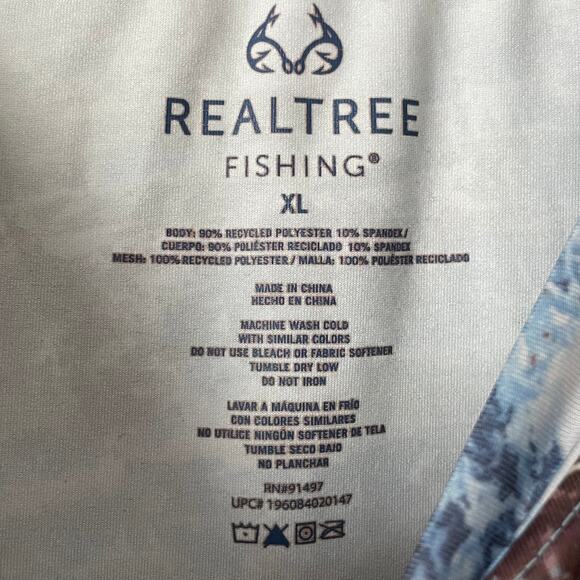 REALTREE
FISHING®
XL
BODY: 90% RECYCLED POLYESTER 10% SPANDEX/
CUERPO: 90% POLIÉSTER RECICLADO 10% SPANDEX
MESH: 100% RECYCLED POLYESTER / MALLA: 100% POLIÉSTER RECICLADO
MADE IN CHINA
HECHO EN CHINA
MACHINE WASH COLD
WITH SIMILAR COLORS
DO NOT USE BLEACH OR FABRIC SOFTENER
TUMBLE DRY LOW
DO NOT IRON
LAVAR A MÁQUINA EN FRÍO
CON COLORES SIMILARES
NO UTILICE NINGÚN SOFTENER DE TELA
TUMBLE SECO BAJO
NO PLANCHAR
RN#91497
UPC# 196084020147